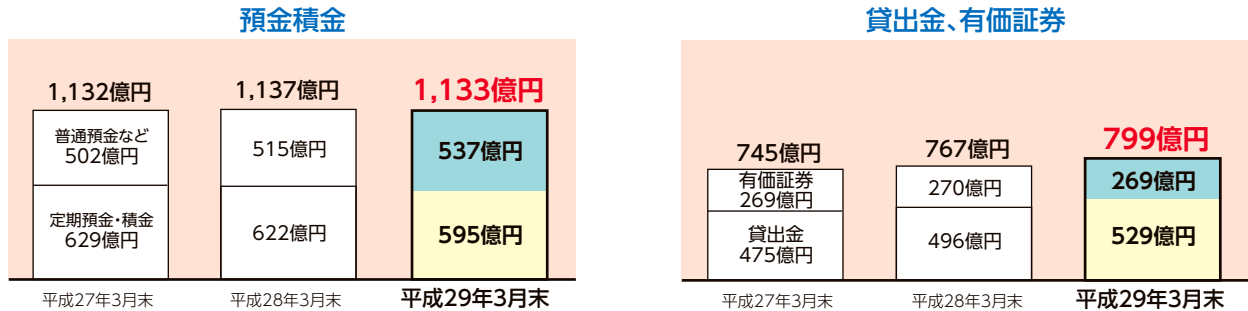 預金積金
1,132億円
1,137億円
1,133億円
普通預金など
502億円
515億円
537億円
定期預金・積金
629億円
622億円
595億円
平成27年3月末
平成28年3月末
平成29年3月末
貸出金、有価証券
745億円
767億円
799億円
有価証券
269億円
270億円
269億円
貸出金
475億円
496億円
529億円
平成27年3月末
平成28年3月末
平成29年3月末